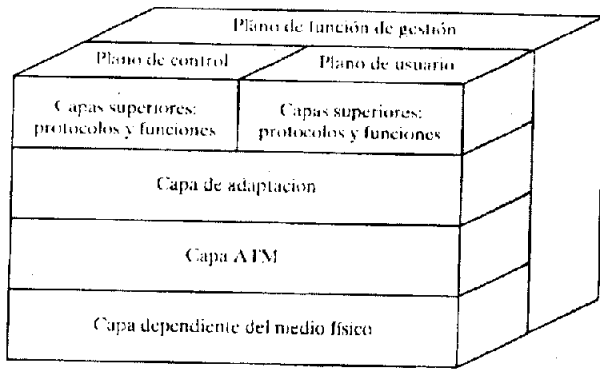 Plano de función de gestión
Plano de control
Plano de usuario
Capas superiores:
protocolos y funciones
Capas superiores:
protocolos y funciones
Capa de adaptacion
Capa ATM
Capa dependiente del medio físico